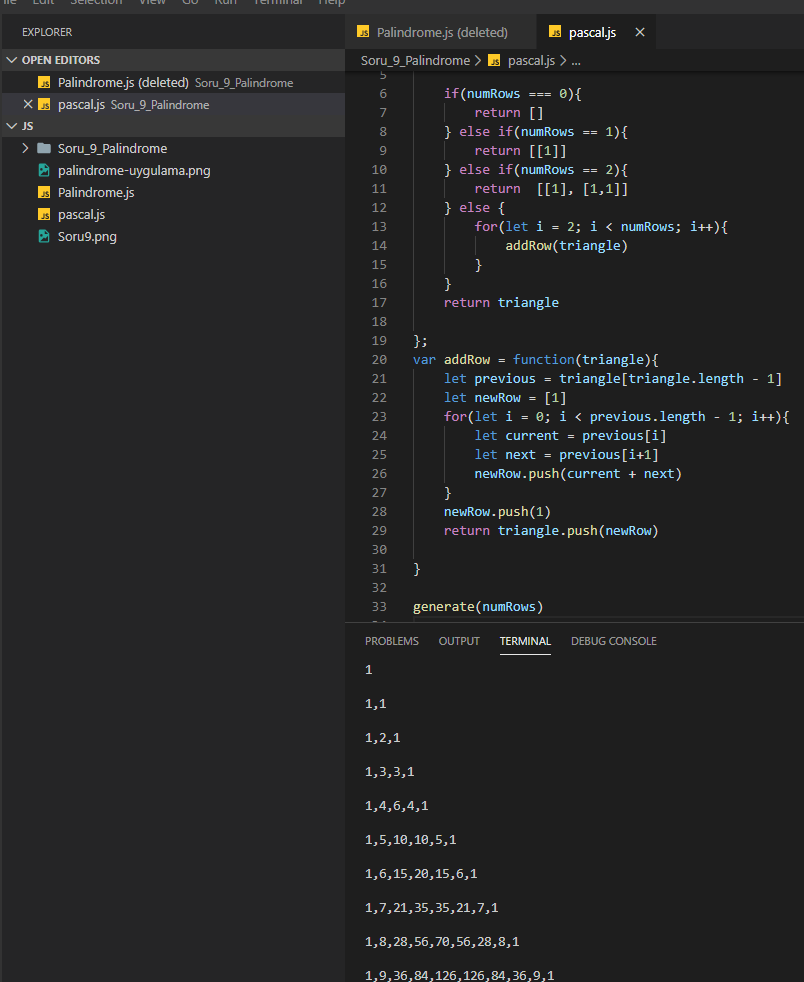 Edit Selection View Go Run Terminal Help
EXPLORER
OPEN EDITORS
JS Palindrome.js (deleted) Soru_9_Palindrome
JS pascal.js Soru_9_Palindrome
JS
Soru_9_Palindrome
palindrome-uygulama.png
JS Palindrome.js
JS pascal.js
Soru9.png
JS Palindrome.js (deleted) JS pascal.js
Soru_9_Palindrome > JS pascal.js > ...
5
6 if(numRows === 0){
7 return []
8 } else if(numRows == 1){
9 return [[1]]
10 } else if(numRows == 2){
11 return  [[1], [1,1]]
12 } else {
13 for(let i = 2; i < numRows; i++){
14 addRow(triangle)
15 }
16 }
17 return triangle
18
19 };
20 var addRow = function(triangle){
21 let previous = triangle[triangle.length - 1]
22 let newRow = [1]
23 for(let i = 0; i < previous.length - 1; i++){
24 let current = previous[i]
25 let next = previous[i+1]
26 newRow.push(current + next)
27 }
28 newRow.push(1)
29 return triangle.push(newRow)
30
31 }
32
33 generate(numRows)
PROBLEMS OUTPUT TERMINAL DEBUG CONSOLE
1
1,1
1,2,1
1,3,3,1
1,4,6,4,1
1,5,10,10,5,1
1,6,15,20,15,6,1
1,7,21,35,35,21,7,1
1,8,28,56,70,56,28,8,1
1,9,36,84,126,126,84,36,9,1